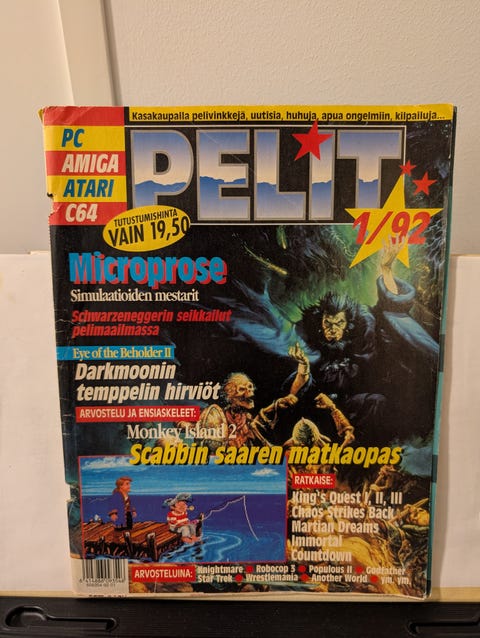 Kasakaupalla pelivinkkejä, uutisia, huhuja, apua ongelmiin, kilpailuja...
PC
AMIGA
ATARI
C64
PELIT
1/92
TUTUSTUMISHINTA
VAIN 19,50
Microprose
Simulaatioiden mestarit
Schwarzeneggerin seikkailut
pelimaailmassa
Eye of the Beholder II
Darkmoonin
temppelin hirviöt
ARVOSTELU JA ENSIASKELEET:
Monkey Island 2
Scabbin saaren matkaopas
RATKAISE:
King's Quest I, II, III
Chaos Strikes Back
Martian Dreams
Immortal
Countdown
ARVOSTELUINA:
Knightmare Robocop 3 Populous II Godfather
Star Trek Wrestlemania Another World ym. ym.